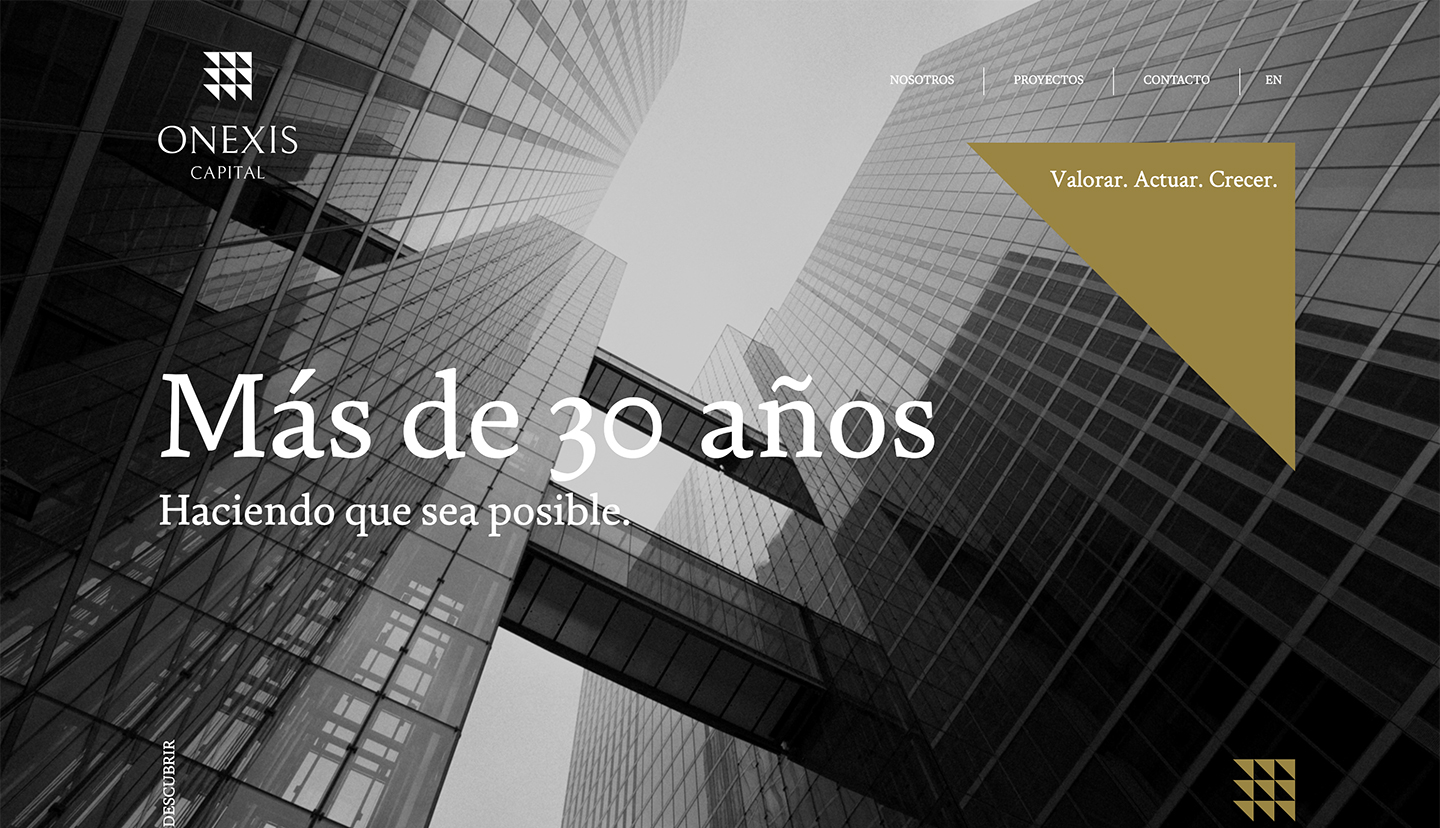 ONEXIS
CAPITAL
NOSOTROS
PROYECTOS
CONTACTO
EN
Valorar. Actuar. Crecer.
Más de 30 años
Haciendo que sea posible.
DESCUBRIR